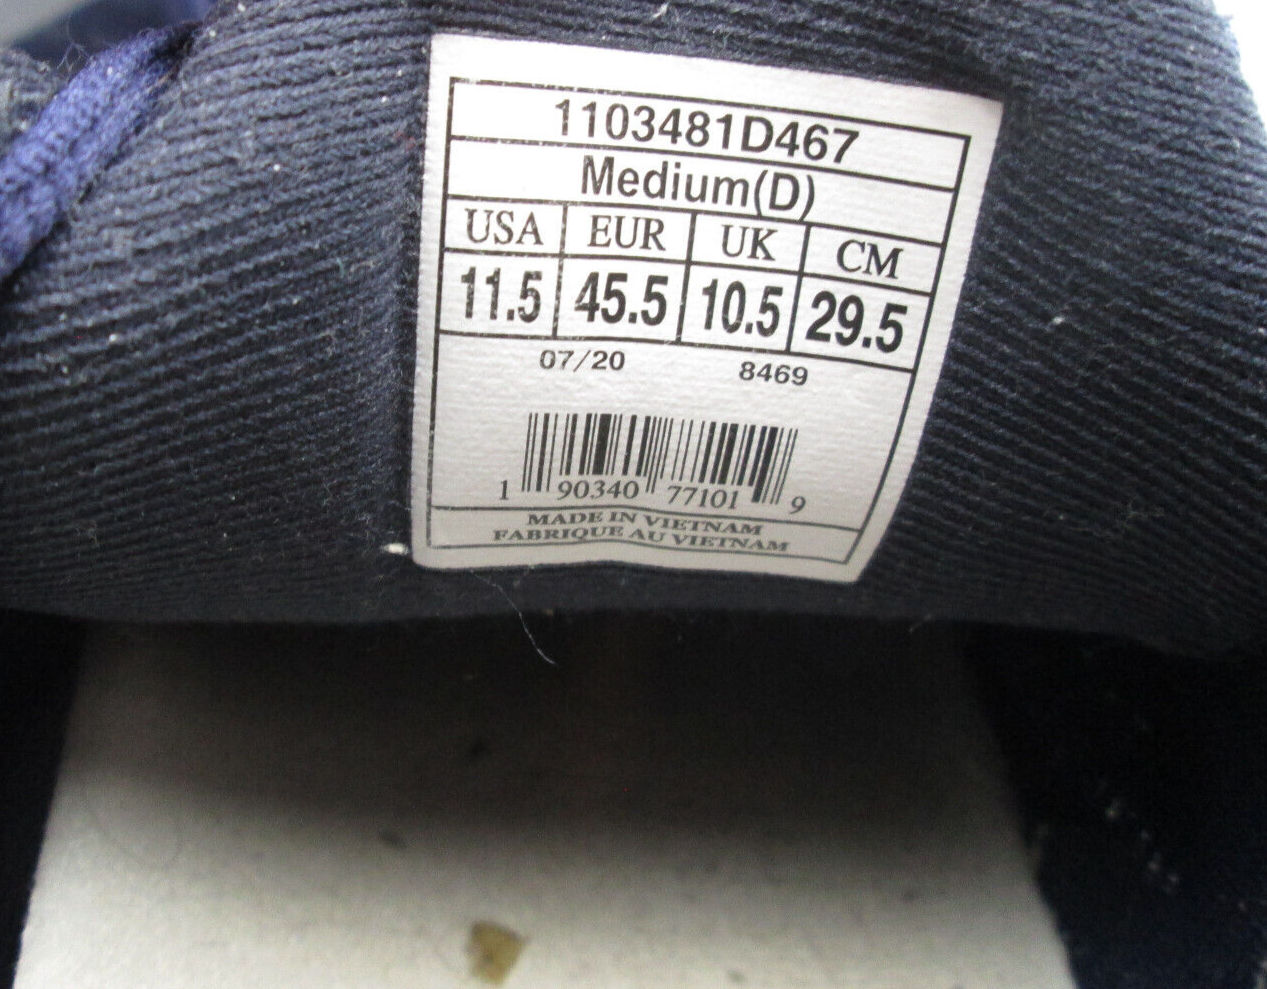 1103481D467
Medium(D)
USA EUR UK CM
11.5 45.5 10.5 29.5
07/20 8469
1 90340 77101 9
MADE IN VIETNAM
FABRIQUE AU VIETNAM